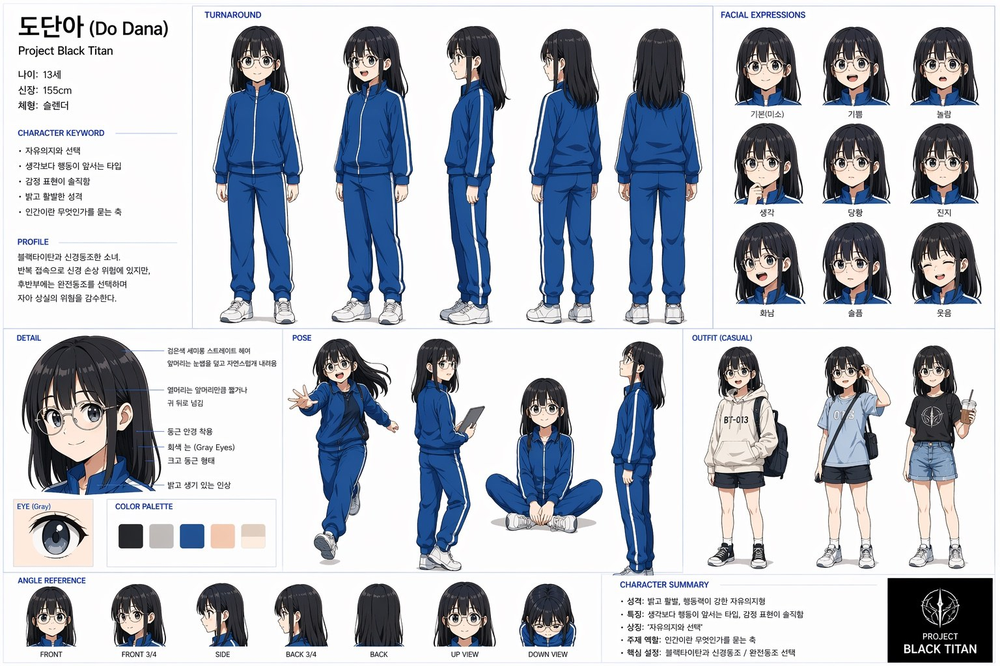 도단아 (Do Dana)
Project Black Titan
나이: 13세
신장: 155cm
체형: 슬렌더
CHARACTER KEYWORD
• 자유의지와 선택
• 생각보다 행동이 앞서는 타입
• 감정 표현이 솔직함
• 밝고 활발한 성격
• 인간이란 무엇인가를 묻는 축
PROFILE
블랙타이탄과 신경동조한 소녀.
반복 접속으로 신경 손상 위험에 있지만,
후반부에는 완전동조를 선택하며
자아 상실의 위험을 감수한다.
TURNAROUND
FACIAL EXPRESSIONS
기본(미소)
기쁨
놀람
생각
당황
진지
화남
슬픔
웃음
DETAIL
검은색 세미롱 스트레이트 헤어
앞머리는 눈썹을 덮고 자연스럽개 내려옴
옆머리는 앞머리만큼 짧거나
귀 뒤로 넘김
둥근 안경 착용
회색 는 (Gray Eyes)
크고 둥근 형태
밝고 생기 있는 인상
EYE (Gray)
COLOR PALETTE
POSE
OUTFIT (CASUAL)
BT-013
013
ANGLE REFERENCE
FRONT
FRONT 3/4
SIDE
BACK 3/4
BACK
UP VIEW
DOWN VIEW
CHARACTER SUMMARY
• 성격: 밝고 활발, 행동력이 강한 자유의지형
• 특징: 생각보다 행동이 앞서는 타입, 감정 표현이 솔직함
• 상징: "자유의지와 선택"
• 주제 역할: 인간이란 무엇인가를 묻는 축
• 핵심 설정: 블랙타이탄과 신경동조 / 완전동조 선택
PROJECT
BLACK TITAN